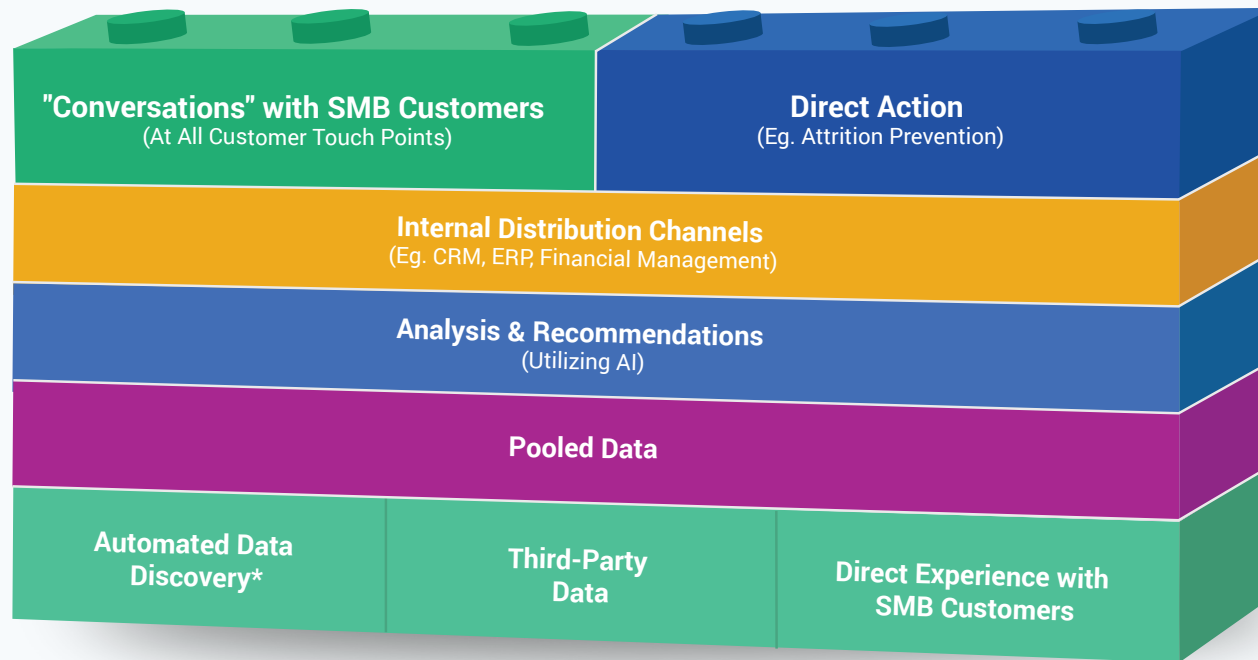 "Conversations" with SMB Customers
(At All Customer Touch Points)
Direct Action
(Eg. Attrition Prevention)
Internal Distribution Channels
(Eg. CRM, ERP, Financial Management)
Analysis & Recommendations
(Utilizing AI)
Pooled Data
Automated Data
Discovery*
Third-Party
Data
Direct Experience with
SMB Customers